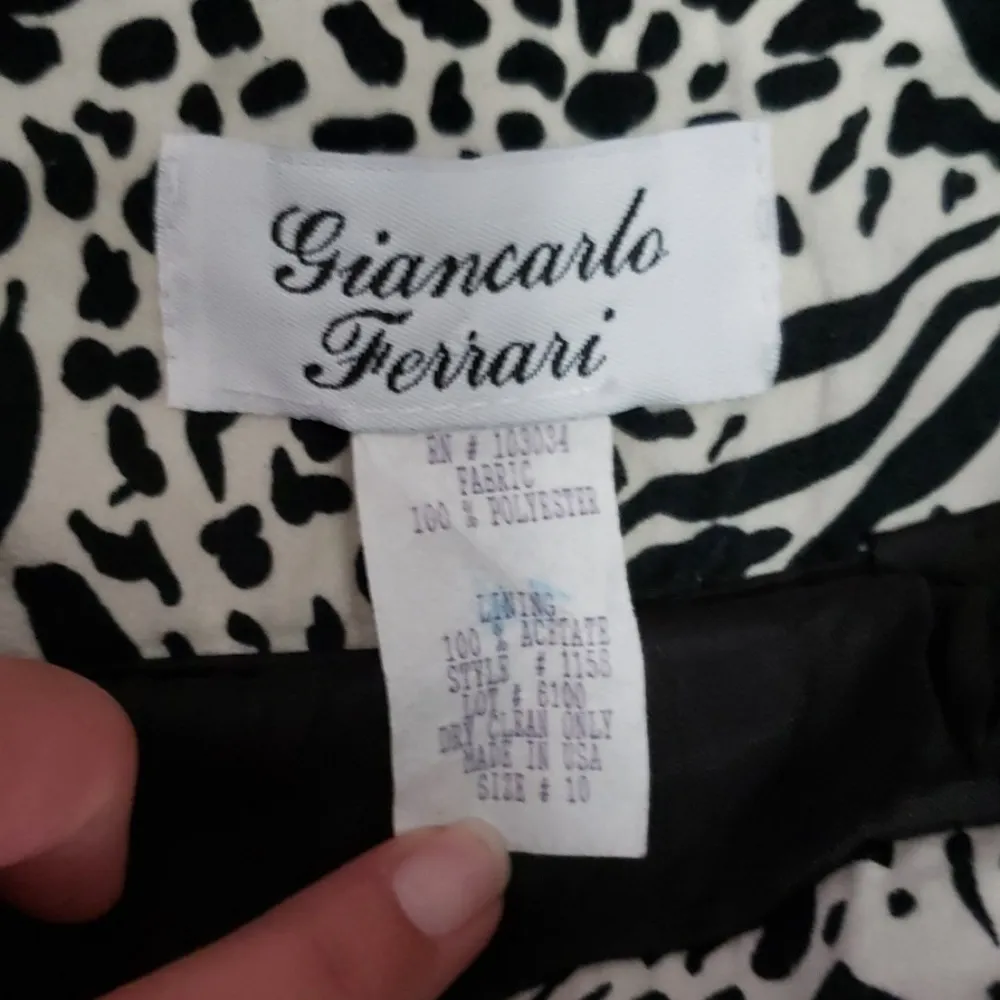 Giancarlo
Ferrari
RN # 103034
FABRIC
100 % POLYESTER
LINING
100 % ACETATE
STYLE # 1158
LOT # 6100
DRY CLEAN ONLY
MADE IN USA
SIZE # 10